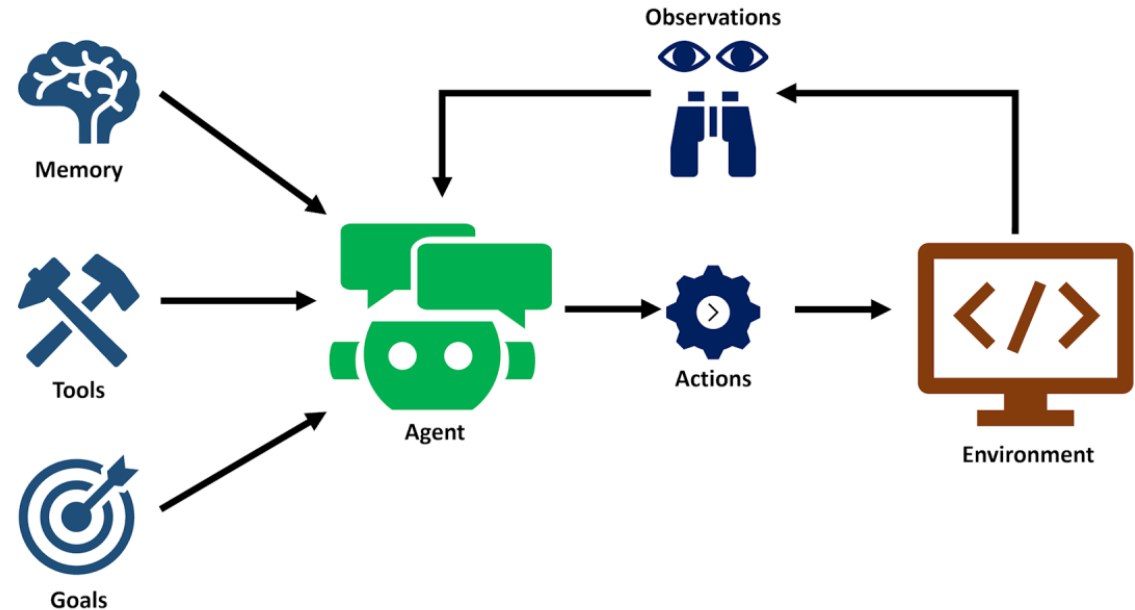 Observations
Memory
Tools
Actions
Agent
</>
Environment
Goals